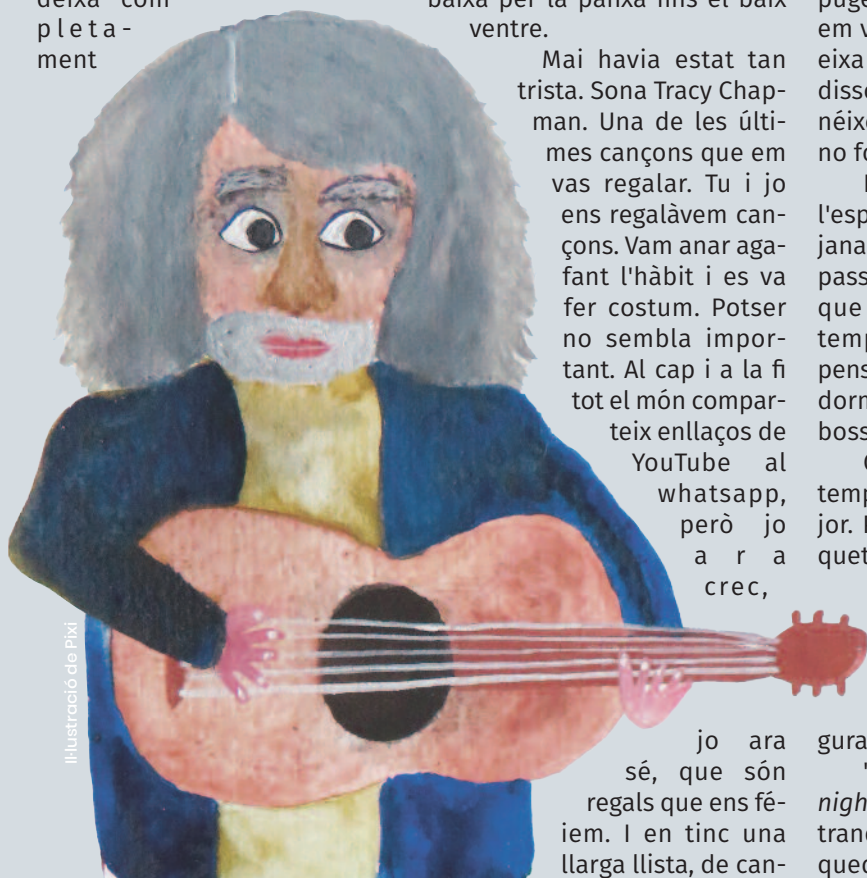 deixa com
pleta-
ment
baixa per la panxa fins el baix
ventre.
Mai havia estat tan
trista. Sona Tracy Chap-
man. Una de les últi-
mes cançons que em
vas regalar. Tu i jo
ens regalàvem can-
çons. Vam anar aga-
fant l'hàbit i es va
fer costum. Potser
no sembla impor-
tant. Al cap i a la fi
tot el món compar-
teix enllaços de
YouTube al
whatsapp,
però jo
ara
crec,
jo ara
sé, que són
regals que ens fé-
iem. I en tinc una
llarga llista, de can-
puge
em v
eixa
disse
néixe
no fo
l'esp
jana
pass
que
temp
pens
dorm
boss
temp
jor.
quet
gura
nigh
tran
qued
Il·lustració de Pixi